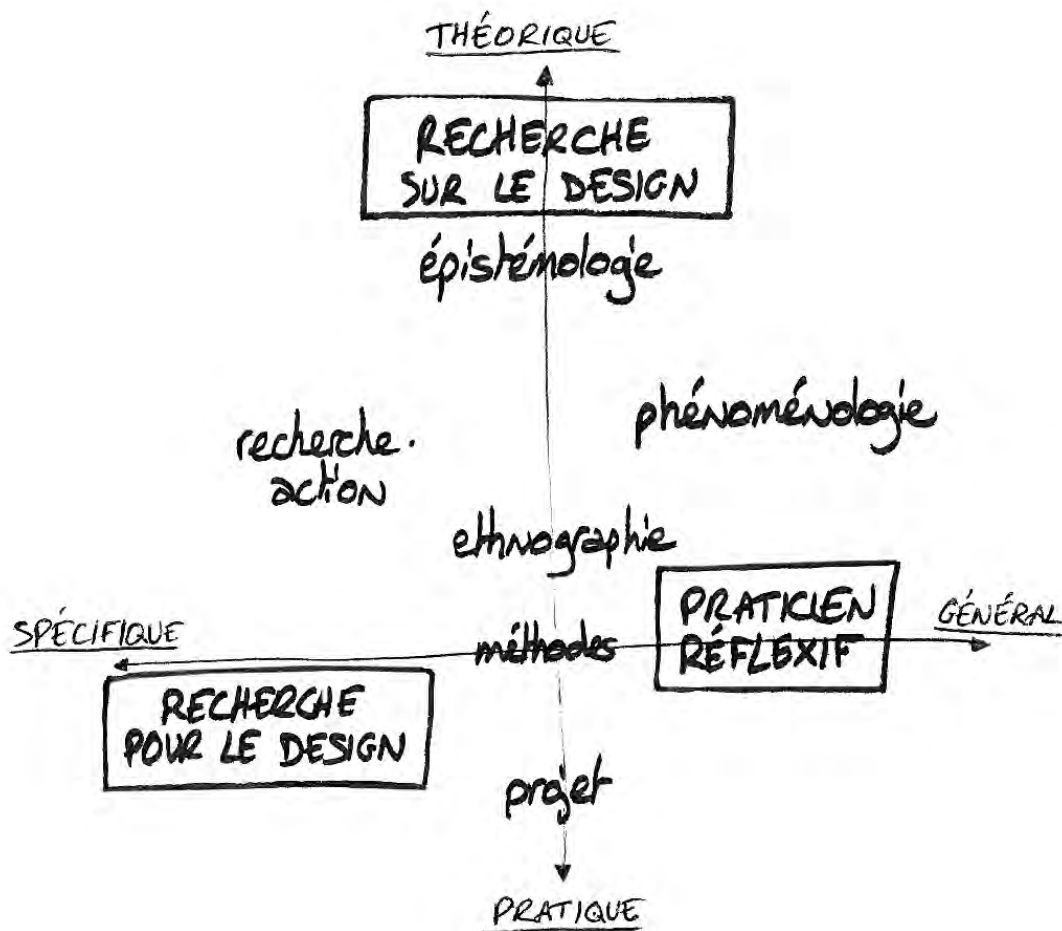 THÉORIQUE
RECHERCHE
SUR LE DESIGN
épistémologie
phénoménologie
recherche.
action
ethnographie
PRATICIEN
RÉFLEXIF
GÉNÉRAL
SPÉCIFIQUE
méthodes
RECHERCHE
POUR LE DESIGN
projet
PRATIQUE